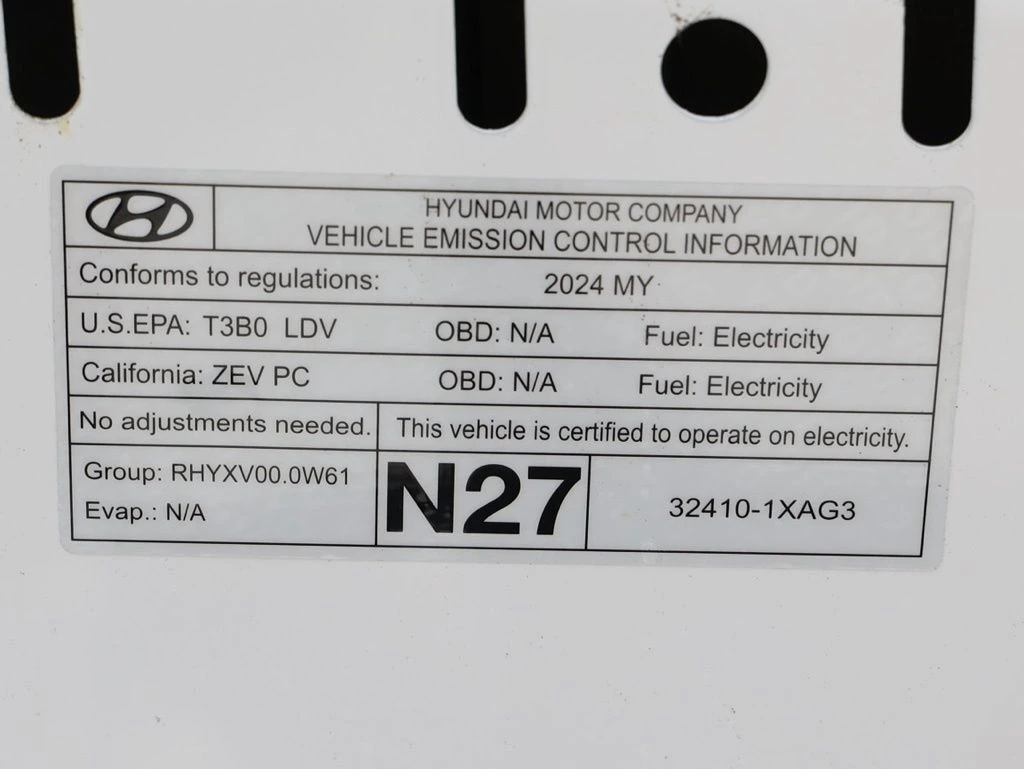 HYUNDAI MOTOR COMPANY
VEHICLE EMISSION CONTROL INFORMATION
Conforms to regulations: 2024 MY
U.S.EPA: T3B0 LDV OBD: N/A Fuel: Electricity
California: ZEV PC OBD: N/A Fuel: Electricity
No adjustments needed. This vehicle is certified to operate on electricity.
Group: RHYXV00.0W61
Evap.: N/A
N27
32410-1XAG3